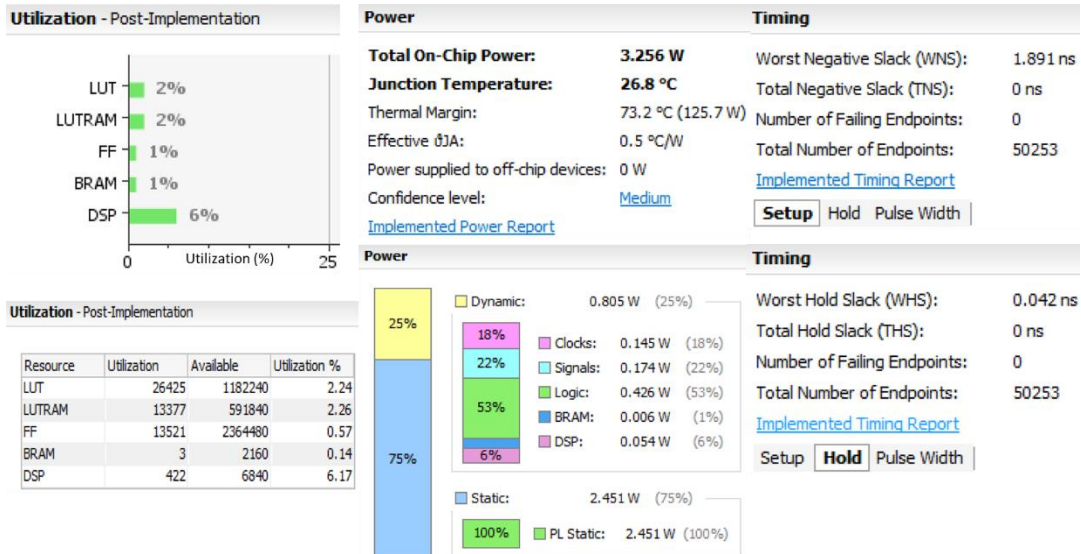 Utilization - Post-Implementation
LUT 2%
LUTRAM 2%
FF 1%
BRAM 1%
DSP 6%
0 Utilization (%) 25
Utilization - Post-Implementation
Resource Utilization Available Utilization %
LUT 26425 1182240 2.24
LUTRAM 13377 591840 2.26
FF 13521 2364480 0.57
BRAM 3 2160 0.14
DSP 422 6840 6.17
Power
Total On-Chip Power: 3.256 W
Junction Temperature: 26.8 °C
Thermal Margin: 73.2 °C (125.7 W)
Effective ϑJA: 0.5 °C/W
Power supplied to off-chip devices: 0 W
Confidence level: Medium
Implemented Power Report
Power
25%
75%
Dynamic: 0.805 W (25%)
18% Clocks: 0.145 W (18%)
22% Signals: 0.174 W (22%)
53% Logic: 0.426 W (53%)
BRAM: 0.006 W (1%)
6% DSP: 0.054 W (6%)
Static: 2.451 W (75%)
100% PL Static: 2.451 W (100%)
Timing
Worst Negative Slack (WNS): 1.891 ns
Total Negative Slack (TNS): 0 ns
Number of Failing Endpoints: 0
Total Number of Endpoints: 50253
Implemented Timing Report
Setup Hold Pulse Width
Timing
Worst Hold Slack (WHS): 0.042 ns
Total Hold Slack (THS): 0 ns
Number of Failing Endpoints: 0
Total Number of Endpoints: 50253
Implemented Timing Report
Setup Hold Pulse Width